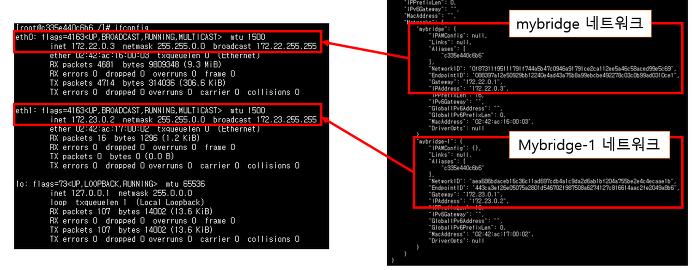 [root@c335e440c6b6 /]# ifconfig
eth0: flags=4163<UP,BROADCAST,RUNNING,MULTICAST> mtu 1500
inet 172.22.0.3 netmask 255.255.0.0 broadcast 172.22.255.255
ether 02:42:ac:16:00:03 txqueuelen 0 (Ethernet)
RX packets 4681 bytes 9809348 (9.3 MiB)
RX errors 0 dropped 0 overruns 0 frame 0
TX packets 4714 bytes 314036 (306.6 KiB)
TX errors 0 dropped 0 overruns 0 carrier 0 collisions 0
eth1: flags=4163<UP,BROADCAST,RUNNING,MULTICAST> mtu 1500
inet 172.23.0.2 netmask 255.255.0.0 broadcast 172.23.255.255
ether 02:42:ac:17:00:02 txqueuelen 0 (Ethernet)
RX packets 16 bytes 1296 (1.2 KiB)
RX errors 0 dropped 0 overruns 0 frame 0
TX packets 0 bytes 0 (0.0 B)
TX errors 0 dropped 0 overruns 0 carrier 0 collisions 0
lo: flags=73<UP,LOOPBACK,RUNNING> mtu 65536
inet 127.0.0.1 netmask 255.0.0.0
loop txqueuelen 1 (Local Loopback)
RX packets 107 bytes 14002 (13.6 KiB)
RX errors 0 dropped 0 overruns 0 frame 0
TX packets 107 bytes 14002 (13.6 KiB)
TX errors 0 dropped 0 overruns 0 carrier 0 collisions 0
"IPPrefixLen": 0,
"IPv6Gateway": "",
"MacAddress": "",
"Networks": {
mybridge 네트워크
"mybridge": {
"IPAMConfig": null,
"Links": null,
"Aliases": [
"c335e440c6b6"
],
"NetworkID":
"EndpointID":
"Gateway": "172.22.0.1",
"IPAddress": "172.22.0.3",
"IPPrefixLen": 16,
"IPv6Gateway": "",
"GlobalIPv6Address": "",
"GlobalIPv6PrefixLen": 0,
"MacAddress": "02:42:ac:16:00:03",
"DriverOpts": null
},
Mybridge-1 네트워크
"mybridge-1": {
"IPAMConfig": {},
"Links": null,
"Aliases": [
"c335e440c6b6"
],
"NetworkID":
"EndpointID":
"Gateway": "172.23.0.1",
"IPAddress": "172.23.0.2",
"IPPrefixLen": 16,
"IPv6Gateway": "",
"GlobalIPv6Address": "",
"GlobalIPv6PrefixLen": 0,
"MacAddress": "02:42:ac:17:00:02",
"DriverOpts": null
}
}
}